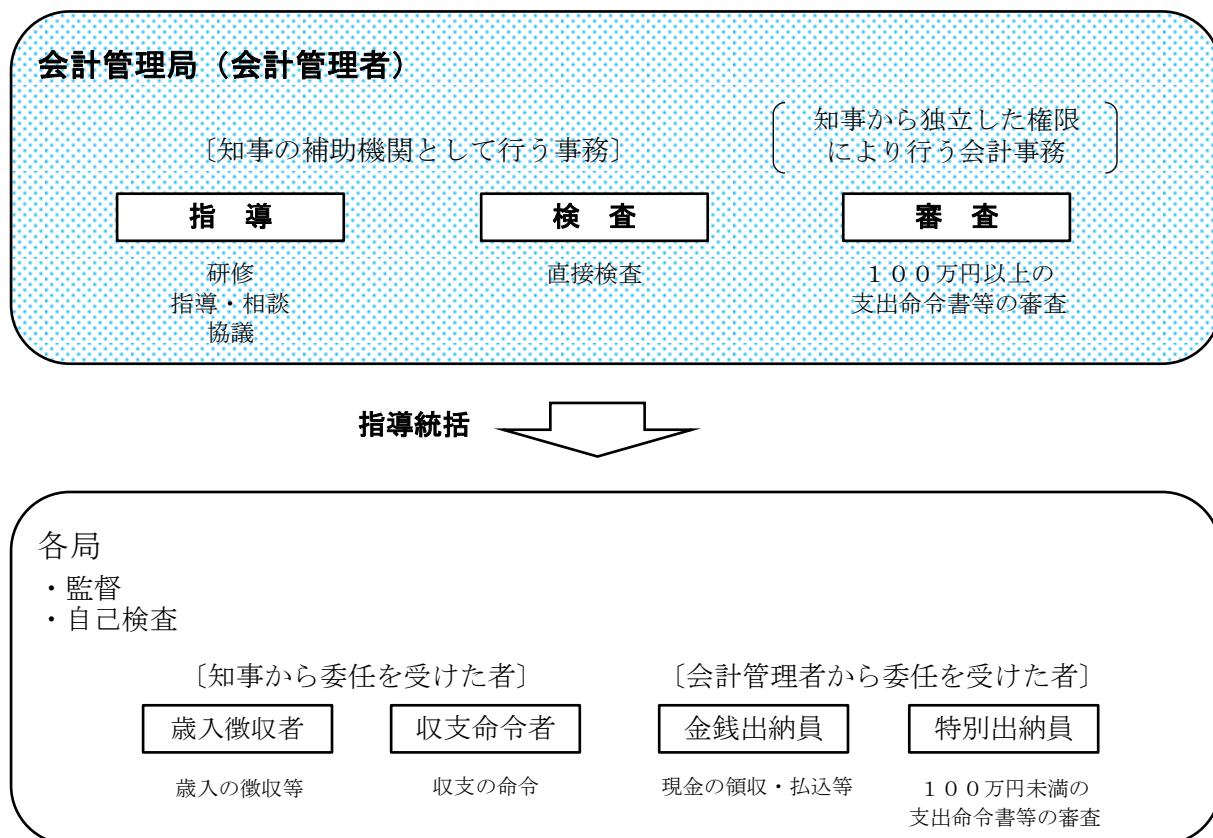 会計管理局（会計管理者）
〔知事の補助機関として行う事務〕
知事から独立した権限
により行う会計事務
指　導
検　査
審　査
研修
指導・相談
協議
直接検査
１００万円以上の
支出命令書等の審査
指導統括
各局
・監督
・自己検査
〔知事から委任を受けた者〕
〔会計管理者から委任を受けた者〕
歳入徴収者
収支命令者
金銭出納員
特別出納員
歳入の徴収等
収支の命令
現金の領収・払込等
１００万円未満の
支出命令書等の審査